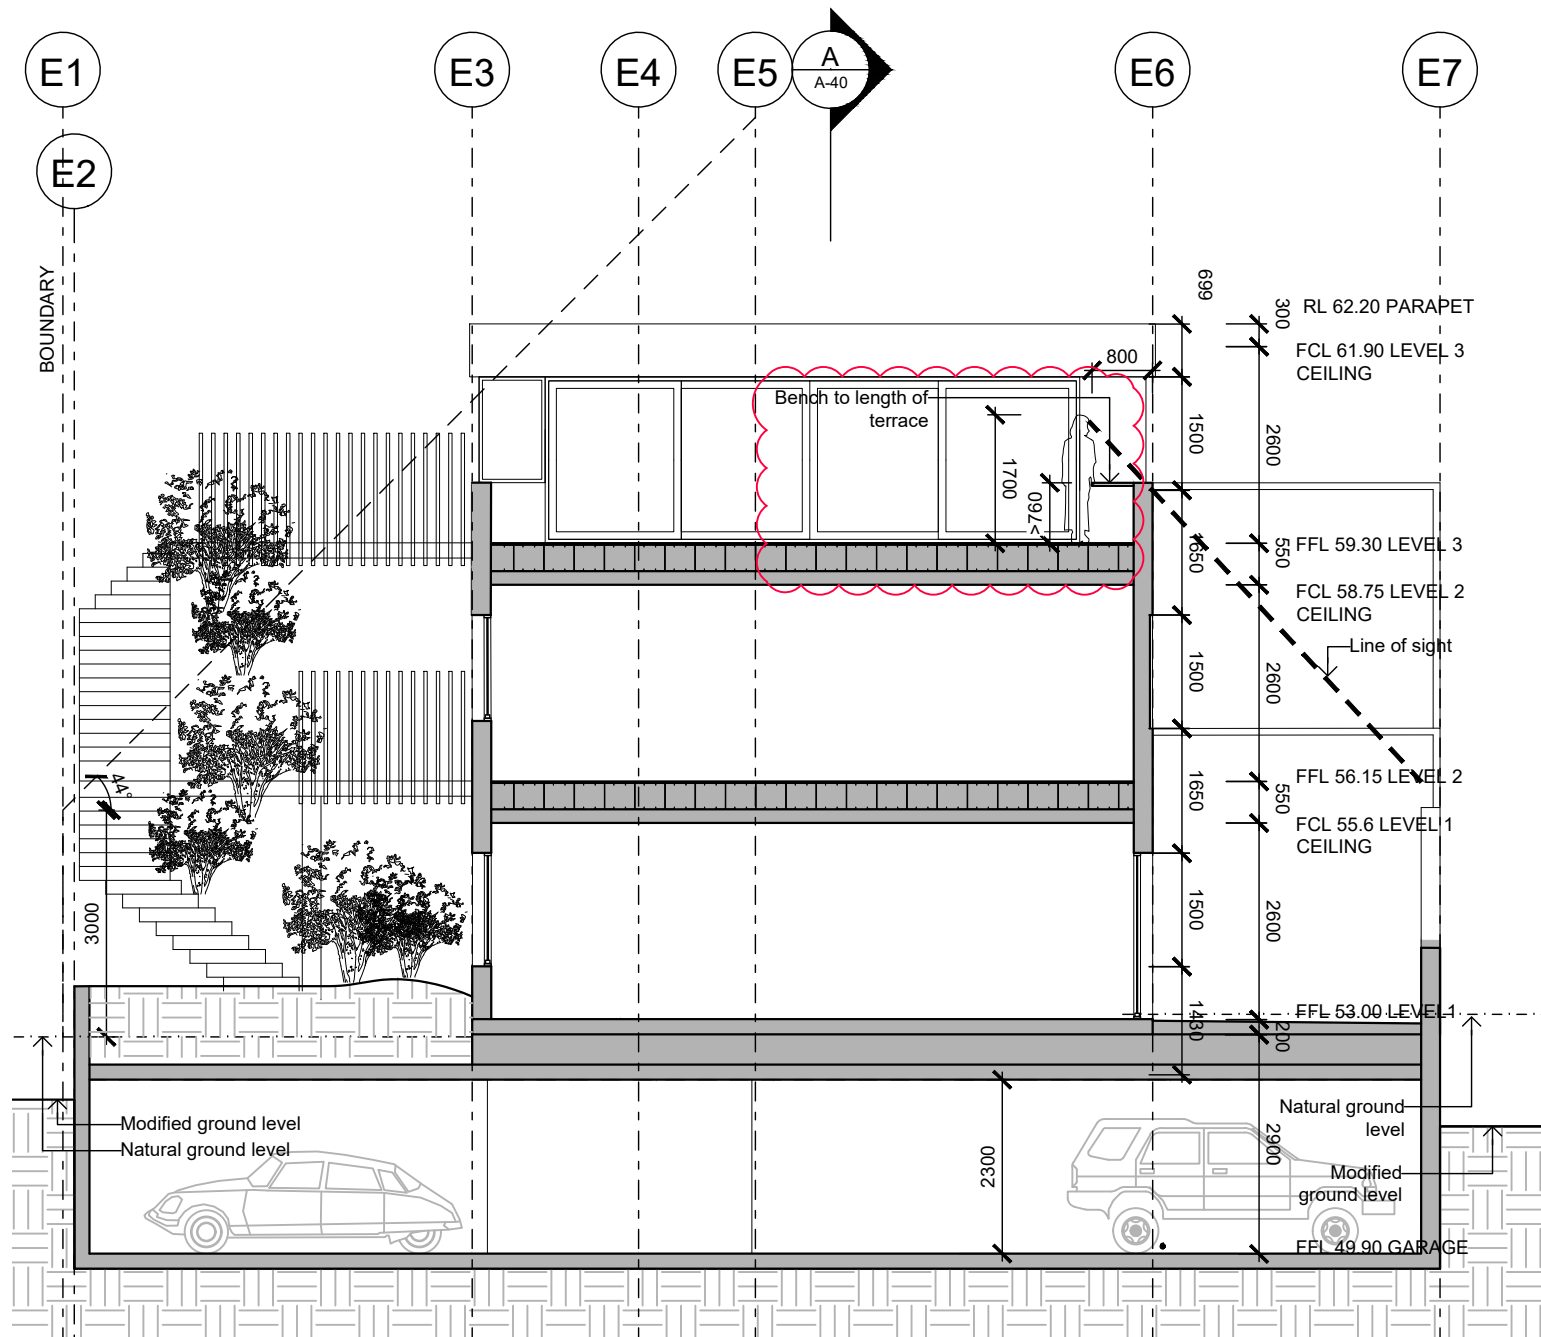 E1
E3
E4
E5
A
A-40
E6
E7
E2
BOUNDARY
699
300
RL 62.20 PARAPET
FCL 61.90 LEVEL 3
CEILING
800
Bench to length of
terrace
1500
2600
1700
<760
1650
550
FFL 59.30 LEVEL 3
FCL 58.75 LEVEL 2
CEILING
Line of sight
1500
2600
44°
FFL 56.15 LEVEL 2
1650
550
FCL 55.6 LEVEL 1
CEILING
3000
1500
2600
FFL 53.00 LEVEL 1
1430
200
Modified ground level
Natural ground level
Natural ground
level
2300
2900
Modified
ground level
FFL 49.90 GARAGE